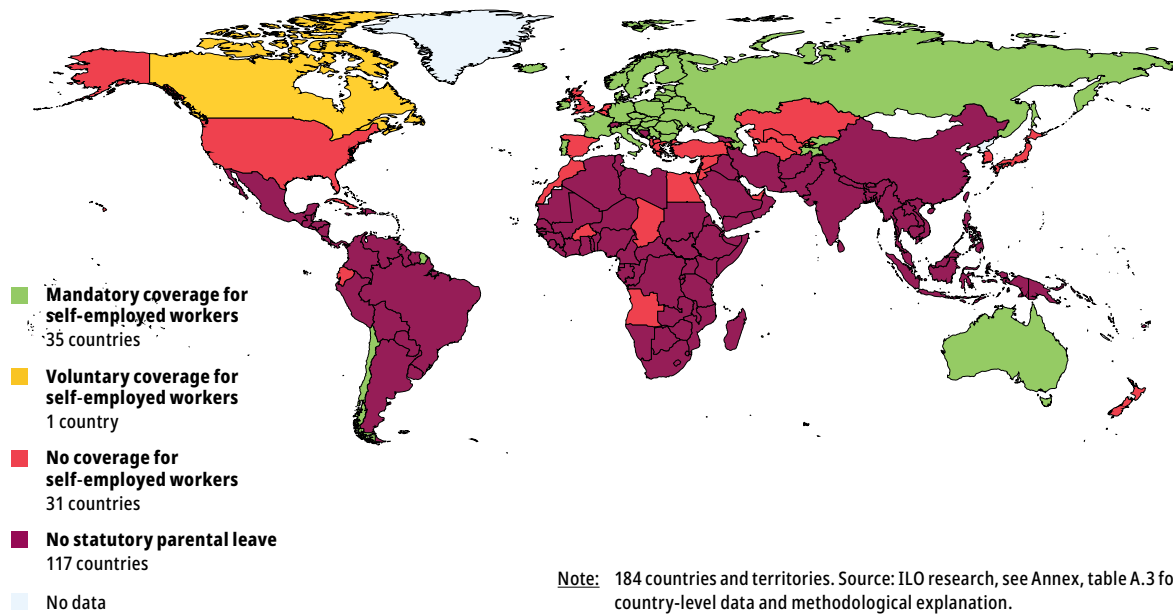 Mandatory coverage for
self-employed workers
35 countries
Voluntary coverage for
self-employed workers
1 country
No coverage for
self-employed workers
31 countries
No statutory parental leave
117 countries
No data
Note: 184 countries and territories. Source: ILO research, see Annex, table A.3 fo
country-level data and methodological explanation.